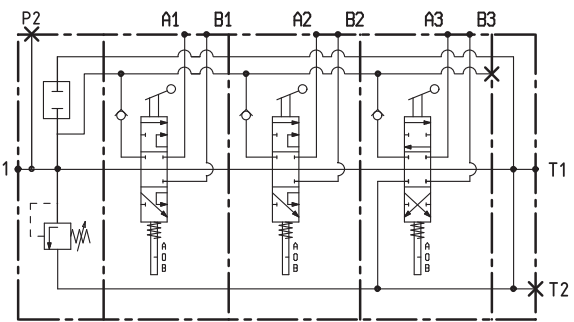 P2 A1 B1 A2 B2 A3 B3
1 T1
A A A
O O O
B B B
T2